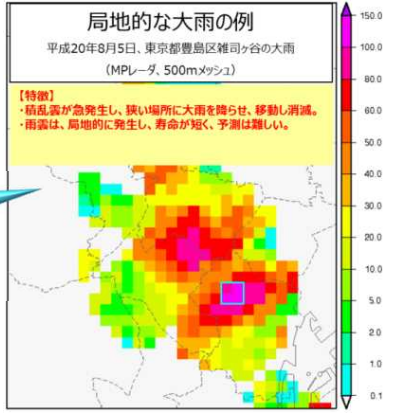 局地的な大雨の例
平成20年8月5日、東京都豊島区雑司ヶ谷の大雨
（MPレーダ、500mメッシュ）
【特徴】
・積乱雲が急発生し、狭い場所に大雨を降らせ、移動し消滅。
・雨雲は、局地的に発生し、寿命が短く、予測は難しい。
150.0
100.0
80.0
60.0
50.0
40.0
30.0
20.0
10.0
5.0
2.0
1.0
0.1